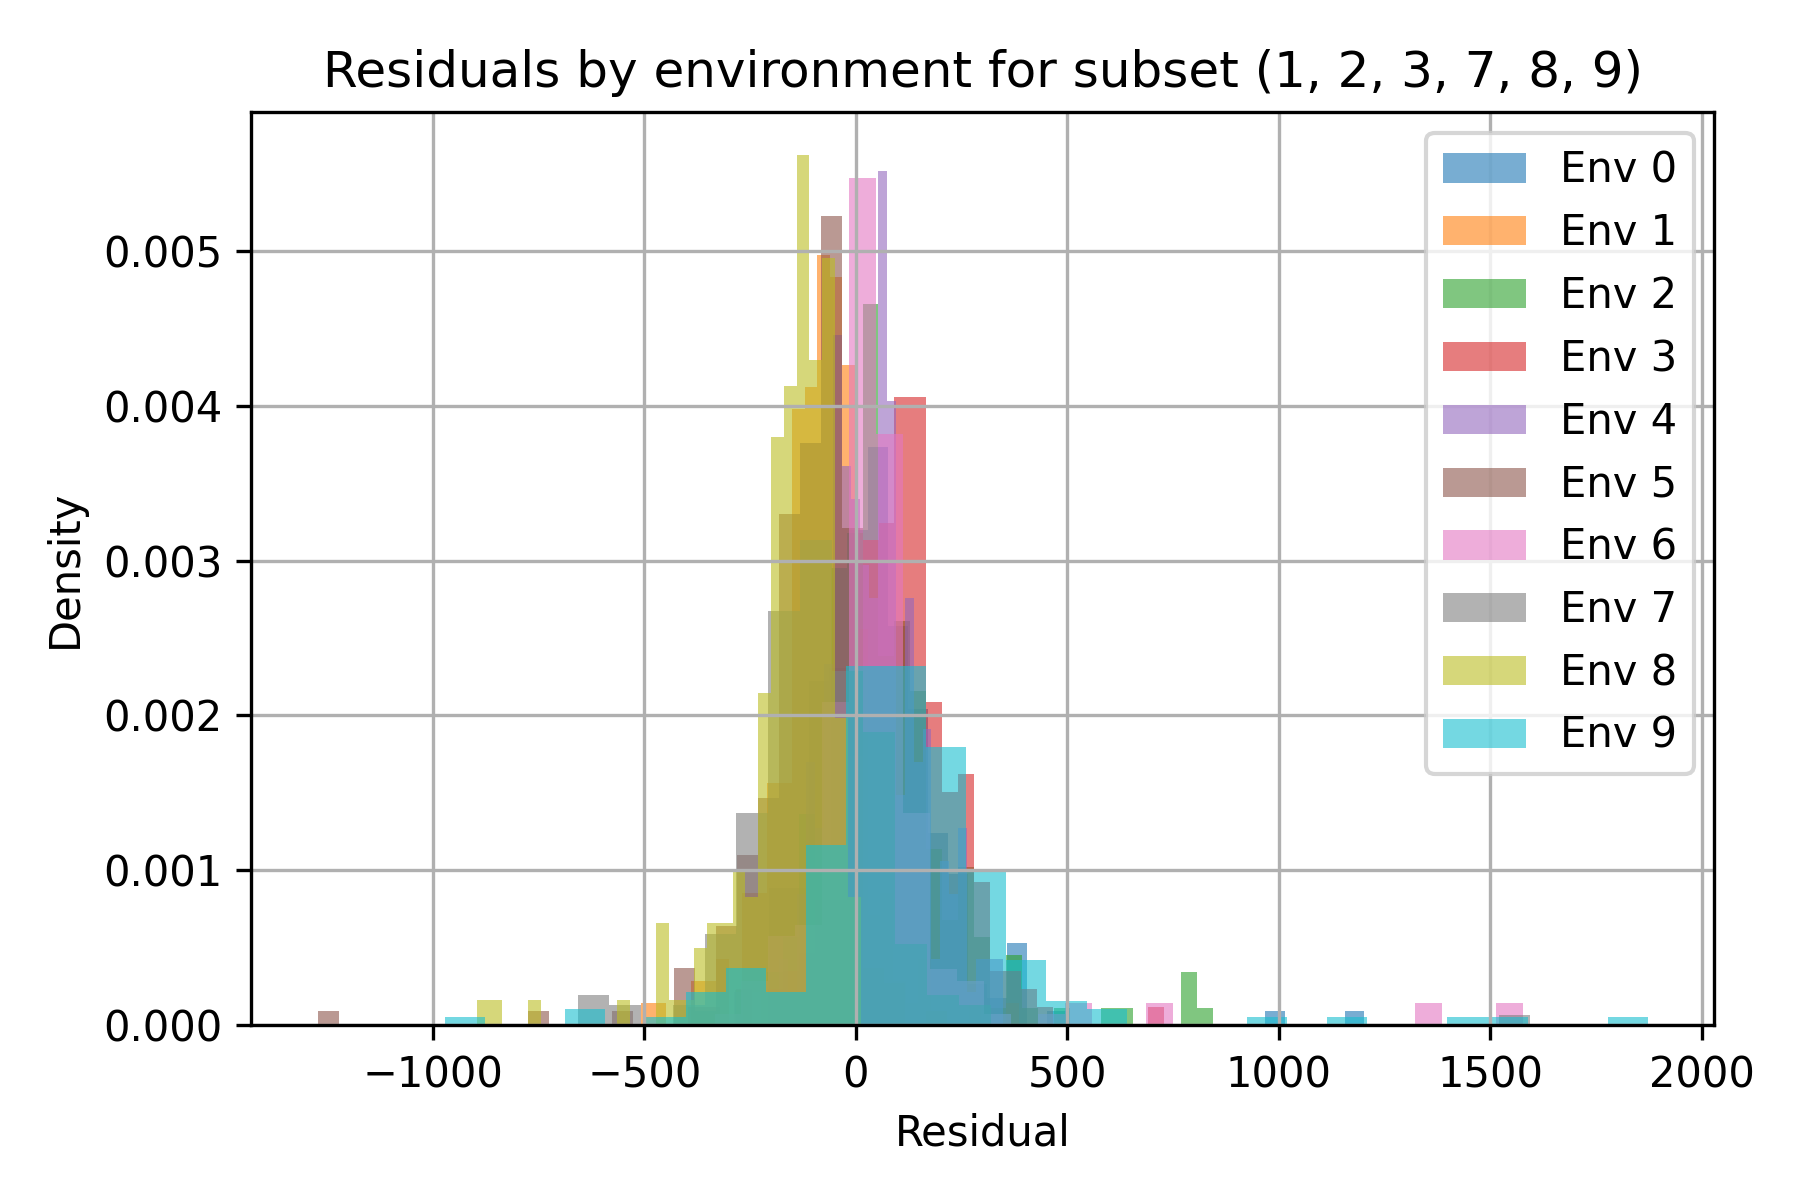 Residuals by environment for subset (1, 2, 3, 7, 8, 9)
Env 0
Env 1
Env 2
Env 3
Env 4
Env 5
Env 6
Env 7
Env 8
Env 9
Density
0.005
0.004
0.003
0.002
0.001
0.000
−1000 −500 0 500 1000 1500 2000
Residual